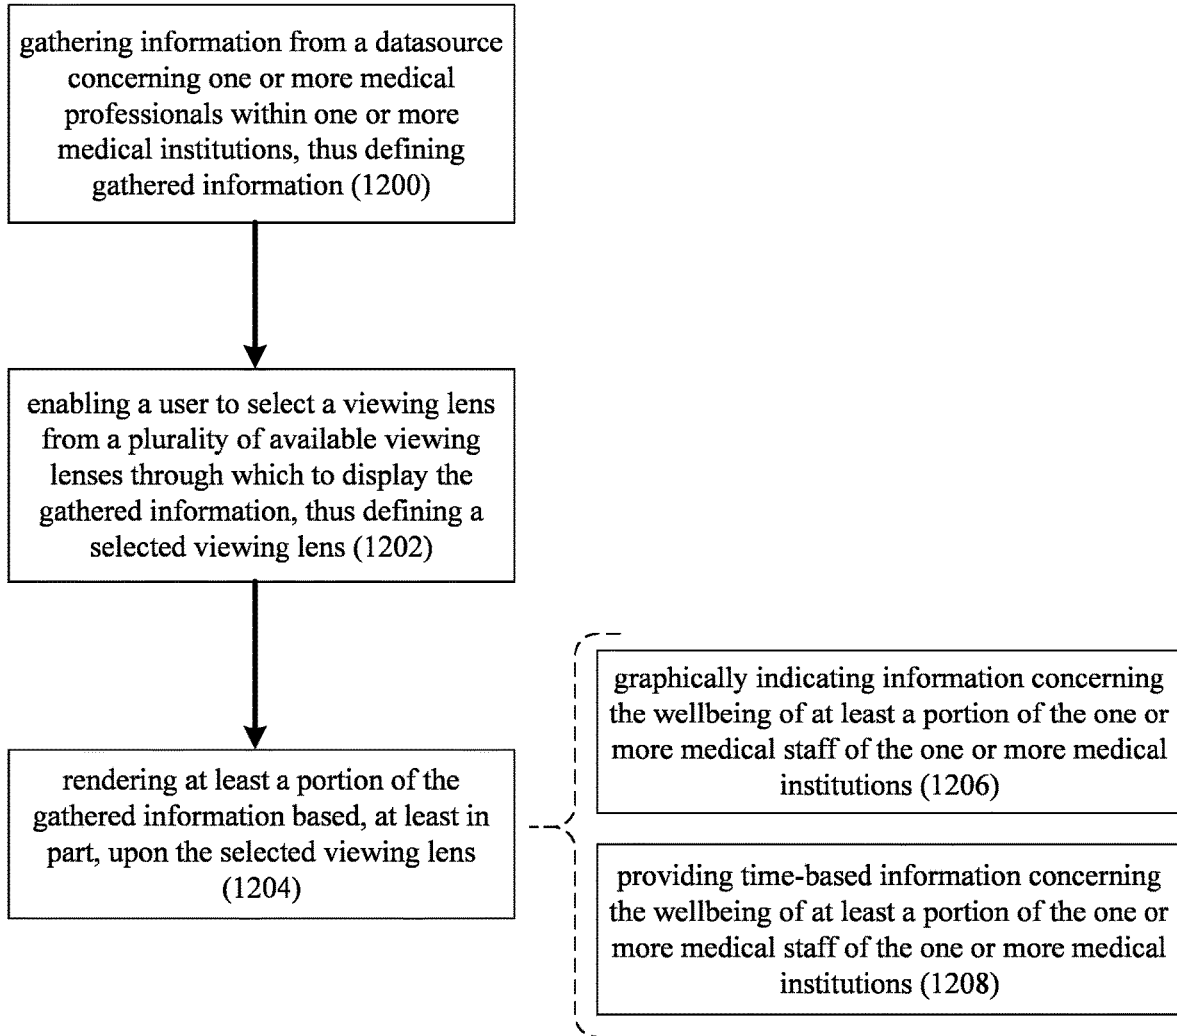 gathering information from a datasource
concerning one or more medical
professionals within one or more
medical institutions, thus defining
gathered information (1200)
enabling a user to select a viewing lens
from a plurality of available viewing
lenses through which to display the
gathered information, thus defining a
selected viewing lens (1202)
rendering at least a portion of the
gathered information based, at least in
part, upon the selected viewing lens
(1204)
graphically indicating information concerning
the wellbeing of at least a portion of the one or
more medical staff of the one or more medical
institutions (1206)
providing time-based information concerning
the wellbeing of at least a portion of the one or
more medical staff of the one or more medical
institutions (1208)